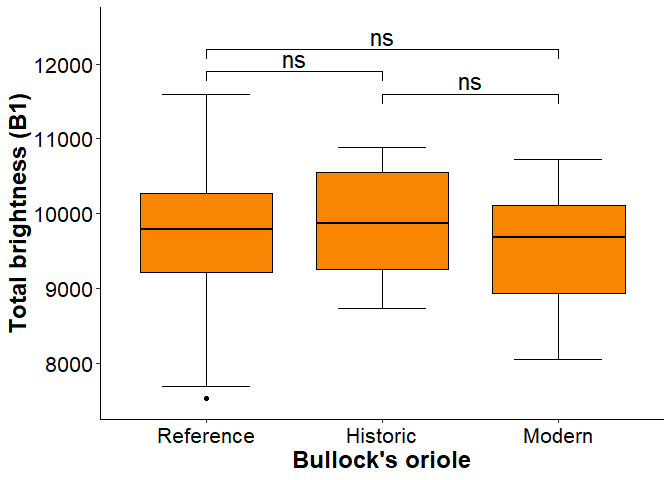 ns
ns
ns
Total brightness (B1)
12000
11000
10000
9000
8000
Reference Historic Modern
Bullock's oriole